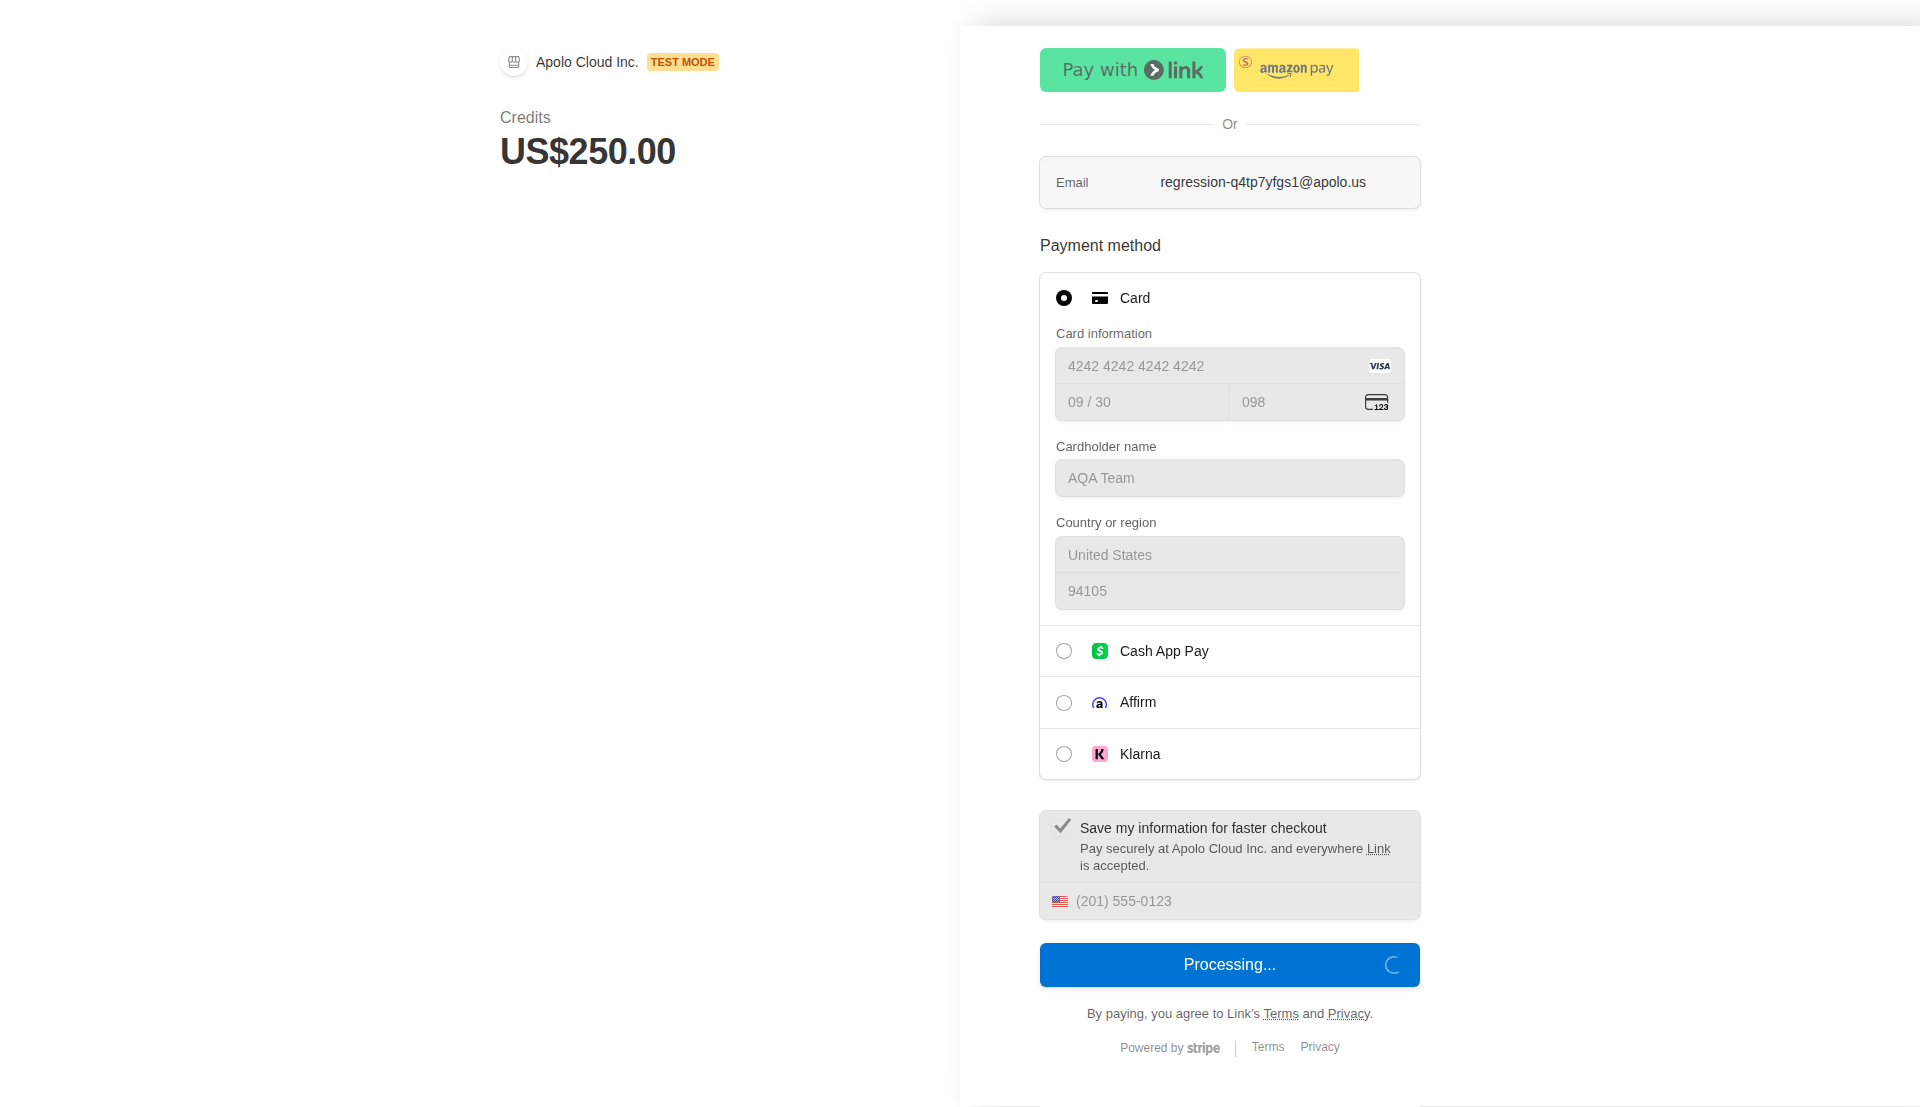 Apolo Cloud Inc. TEST MODE
Credits
US$250.00
Pay with link
S amazon pay
Or
Email regression-q4tp7yfgs1@apolo.us
Payment method
Card
Card information
4242 4242 4242 4242 VISA
09 / 30 098 123
Cardholder name
AQA Team
Country or region
United States
94105
$ Cash App Pay
a Affirm
K Klarna
Save my information for faster checkout
Pay securely at Apolo Cloud Inc. and everywhere Link
is accepted.
(201) 555-0123
Processing...
By paying, you agree to Link’s Terms and Privacy.
Powered by stripe Terms Privacy